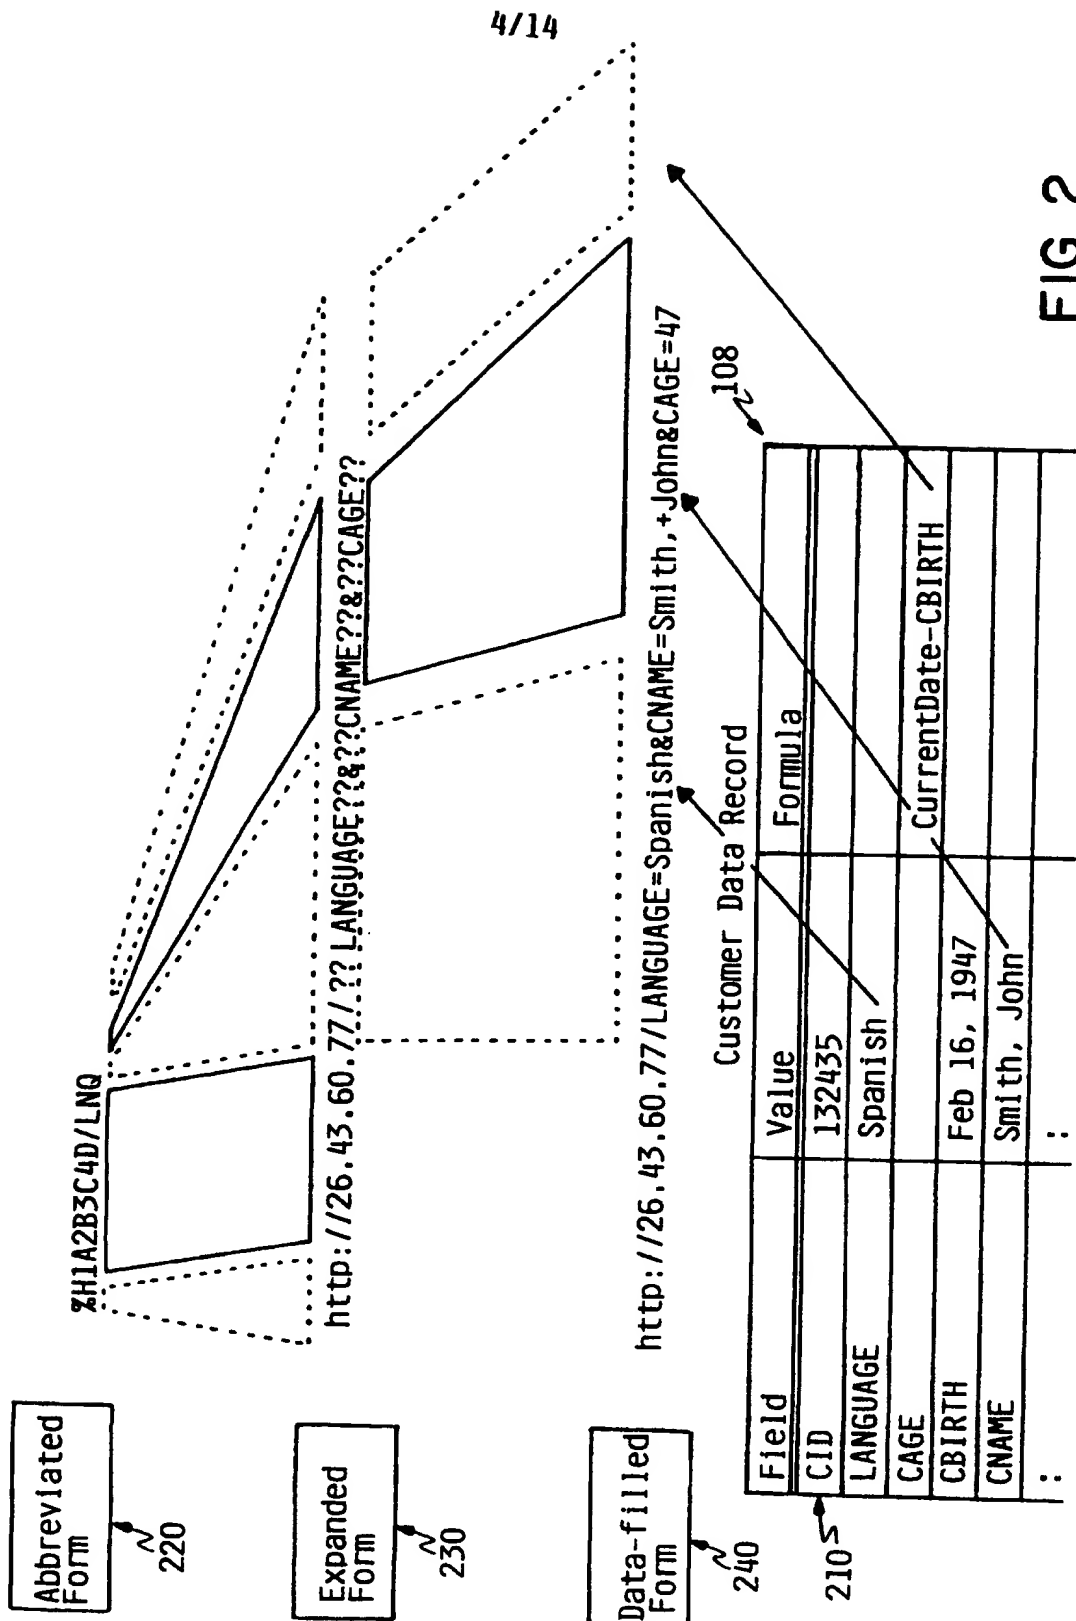 4/14
Abbreviated
Form
220
%H1A2B3C4D/LNQ
Expanded
Form
230
http://26.43.60.77/?? LANGUAGE??&??CNAME??&??CAGE??
Data-filled
Form
240
http://26.43.60.77/LANGUAGE=Spanish&CNAME=Smith,+John&CAGE=47
Customer Data Record
108
210
Field Value Formula
CID 132435
LANGUAGE Spanish
CAGE CurrentDate-CBIRTH
CBIRTH Feb 16, 1947
CNAME Smith, John
: :
FIG. 2